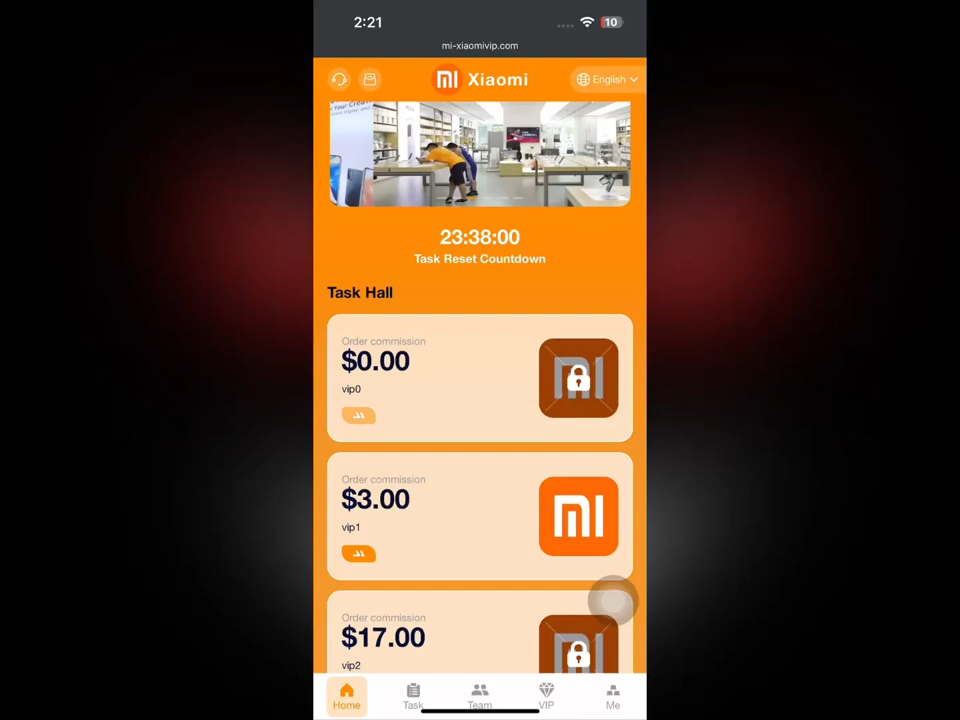 2:21
10
mi-xiaomivip.com
Xiaomi
English
23:38:00
Task Reset Countdown
Task Hall
Order commission
$0.00
vip0
Order commission
$3.00
vip1
Order commission
$17.00
vip2
Home
Task
Team
VIP
Me